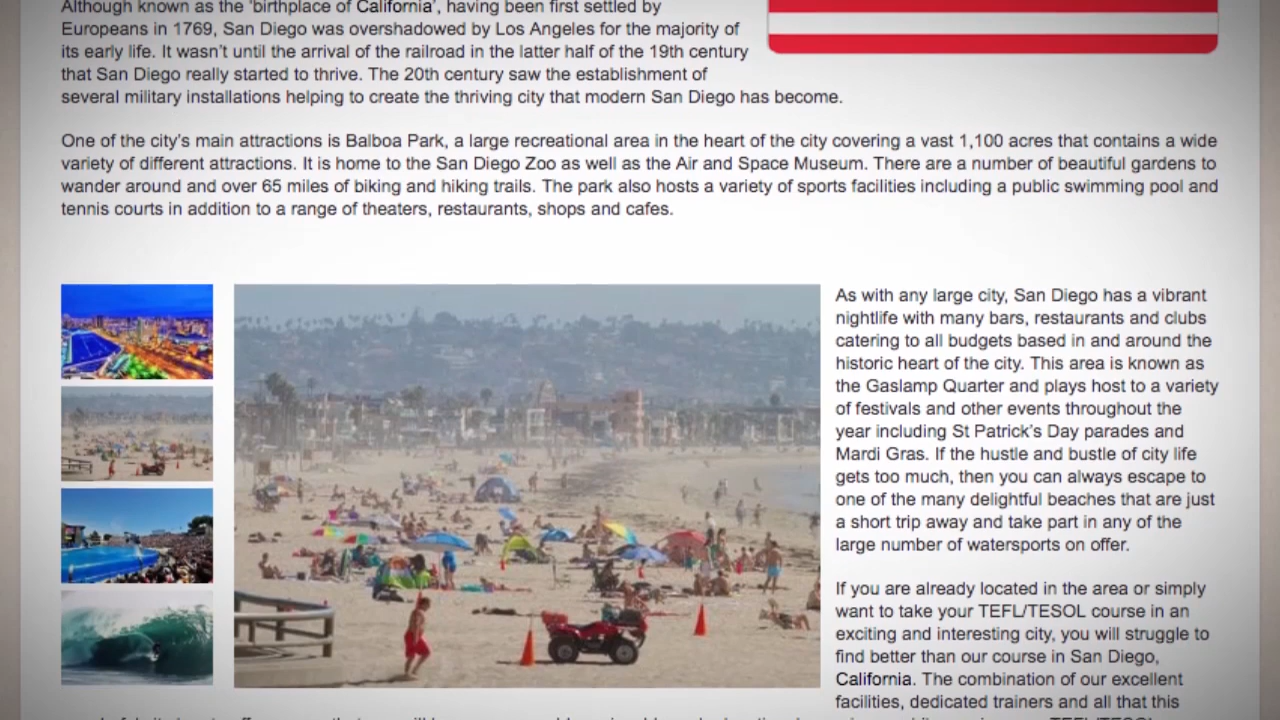 Although known as the 'birthplace of California', having been first settled by
Europeans in 1769, San Diego was overshadowed by Los Angeles for the majority of
its early life. It wasn't until the arrival of the railroad in the latter half of the 19th century
that San Diego really started to thrive. The 20th century saw the establishment of
several military installations helping to create the thriving city that modern San Diego has become.
One of the city's main attractions is Balboa Park, a large recreational area in the heart of the city covering a vast 1,100 acres that contains a wide
variety of different attractions. It is home to the San Diego Zoo as well as the Air and Space Museum. There are a number of beautiful gardens to
wander around and over 65 miles of biking and hiking trails. The park also hosts a variety of sports facilities including a public swimming pool and
tennis courts in addition to a range of theaters, restaurants, shops and cafes.
As with any large city, San Diego has a vibrant
nightlife with many bars, restaurants and clubs
catering to all budgets based in and around the
historic heart of the city. This area is known as
the Gaslamp Quarter and plays host to a variety
of festivals and other events throughout the
year including St Patrick's Day parades and
Mardi Gras. If the hustle and bustle of city life
gets too much, then you can always escape to
one of the many delightful beaches that are just
a short trip away and take part in any of the
large number of watersports on offer.
If you are already located in the area or simply
want to take your TEFL/TESOL course in an
exciting and interesting city, you will struggle to
find better than our course in San Diego,
California. The combination of our excellent
facilities, dedicated trainers and all that this